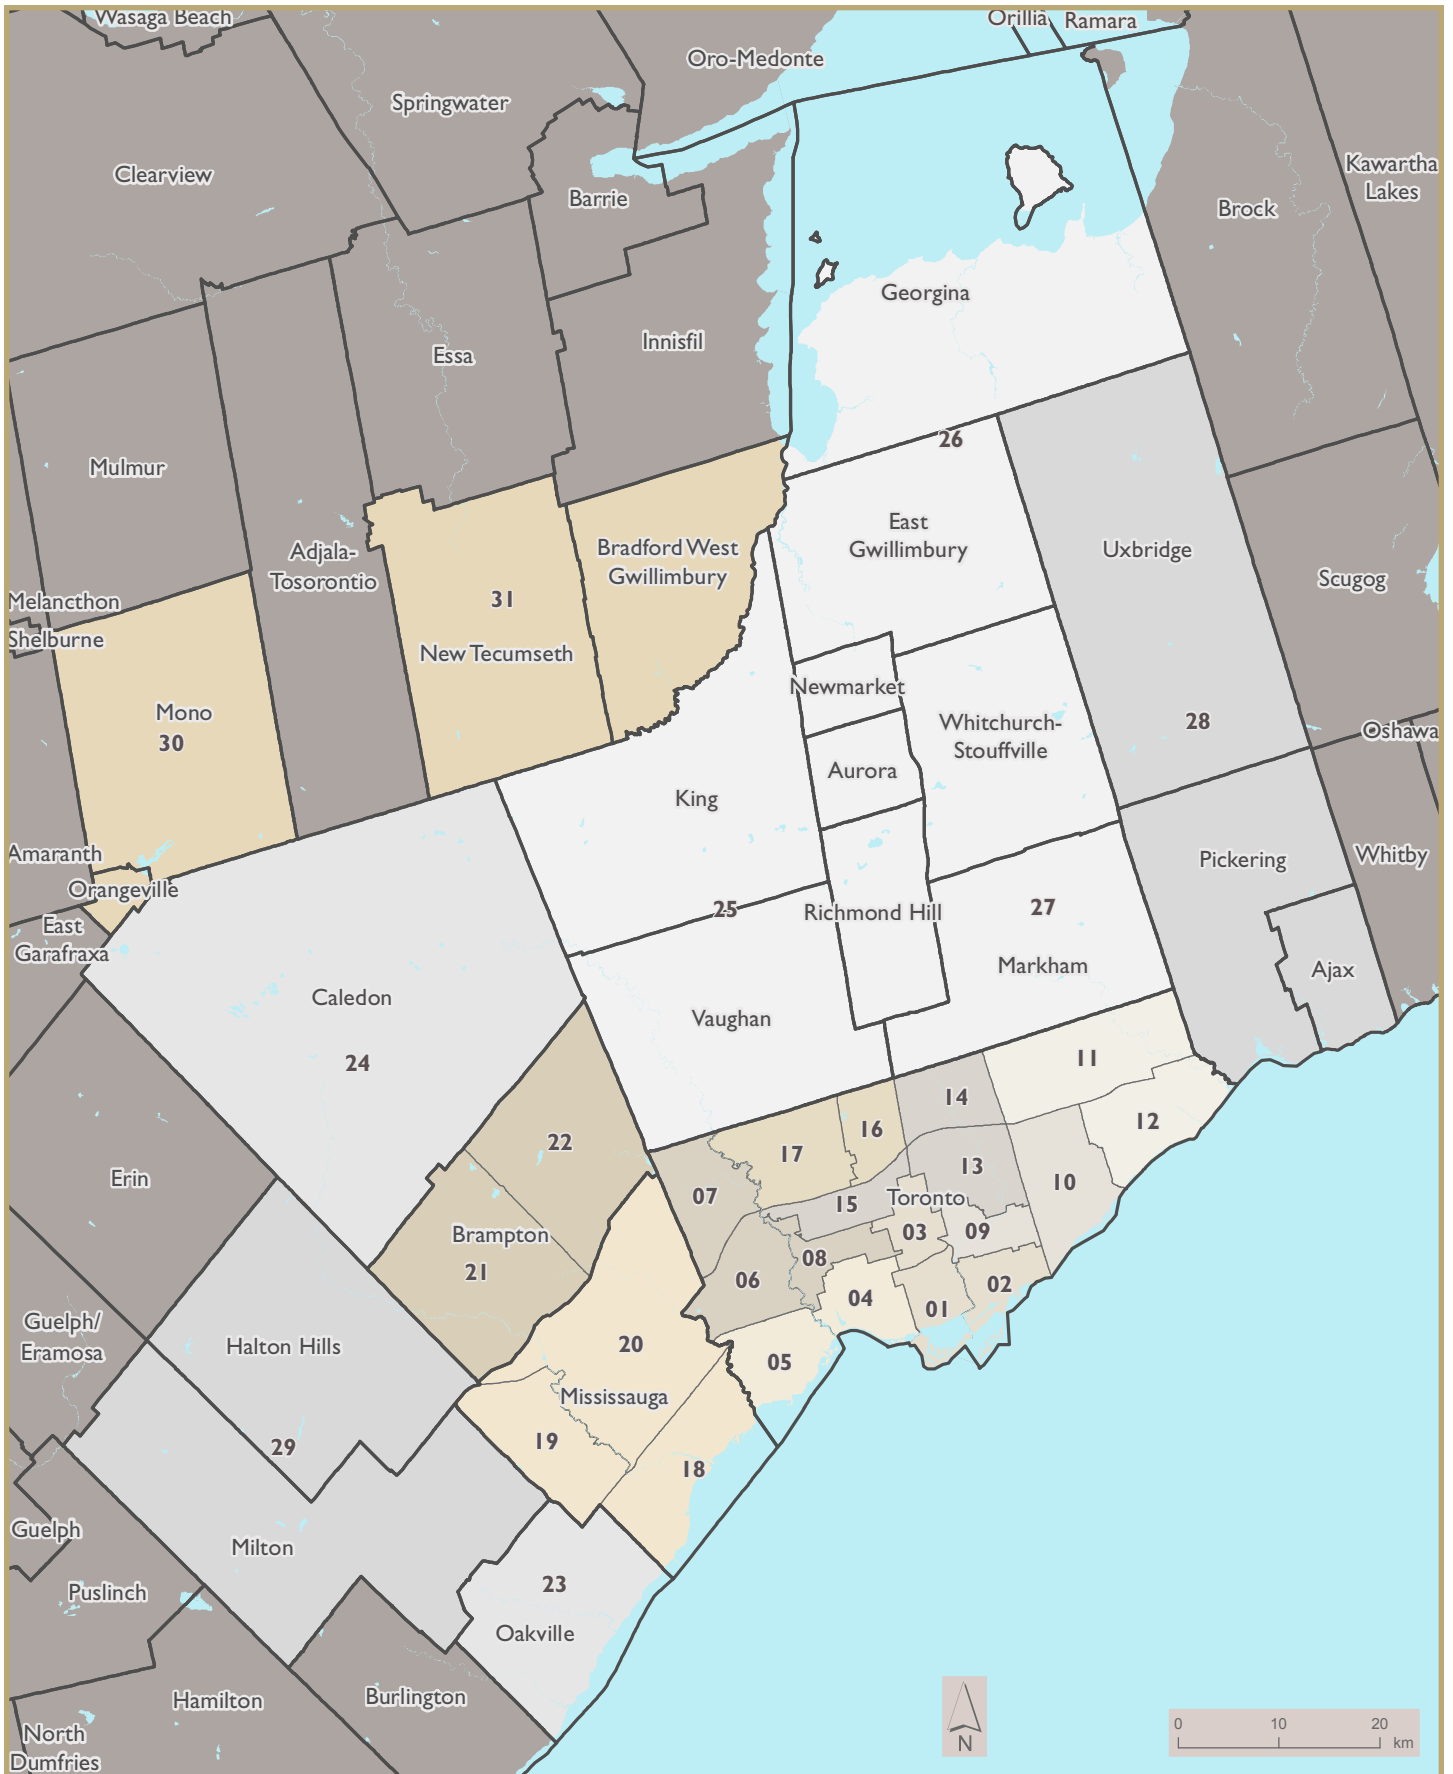 Wasaga Beach
Orillia
Ramara
Oro-Medonte
Springwater
Clearview
Kawartha
Lakes
Barrie
Brock
Georgina
Innisfil
Essa
26
Mulmur
East
Gwillimbury
Bradford West
Gwillimbury
Uxbridge
Adjala-
Tosorontio
Scugog
31
New Tecumseth
Melancthon
Shelburne
Newmarket
Mono
30
Whitchurch-
Stouffville
28
Oshawa
Aurora
King
Amaranth
Pickering
Whitby
Orangeville
25
Richmond Hill
27
East
Garafraxa
Markham
Ajax
Caledon
Vaughan
24
11
14
12
16
22
17
13
Erin
10
07
15
Toronto
03
09
Brampton
21
08
06
02
04
01
Guelph/
Eramosa
Halton Hills
20
05
Mississauga
29
19
18
Guelph
Milton
Puslinch
23
Oakville
Hamilton
Burlington
North
Dumfries
N
0 10 20
km